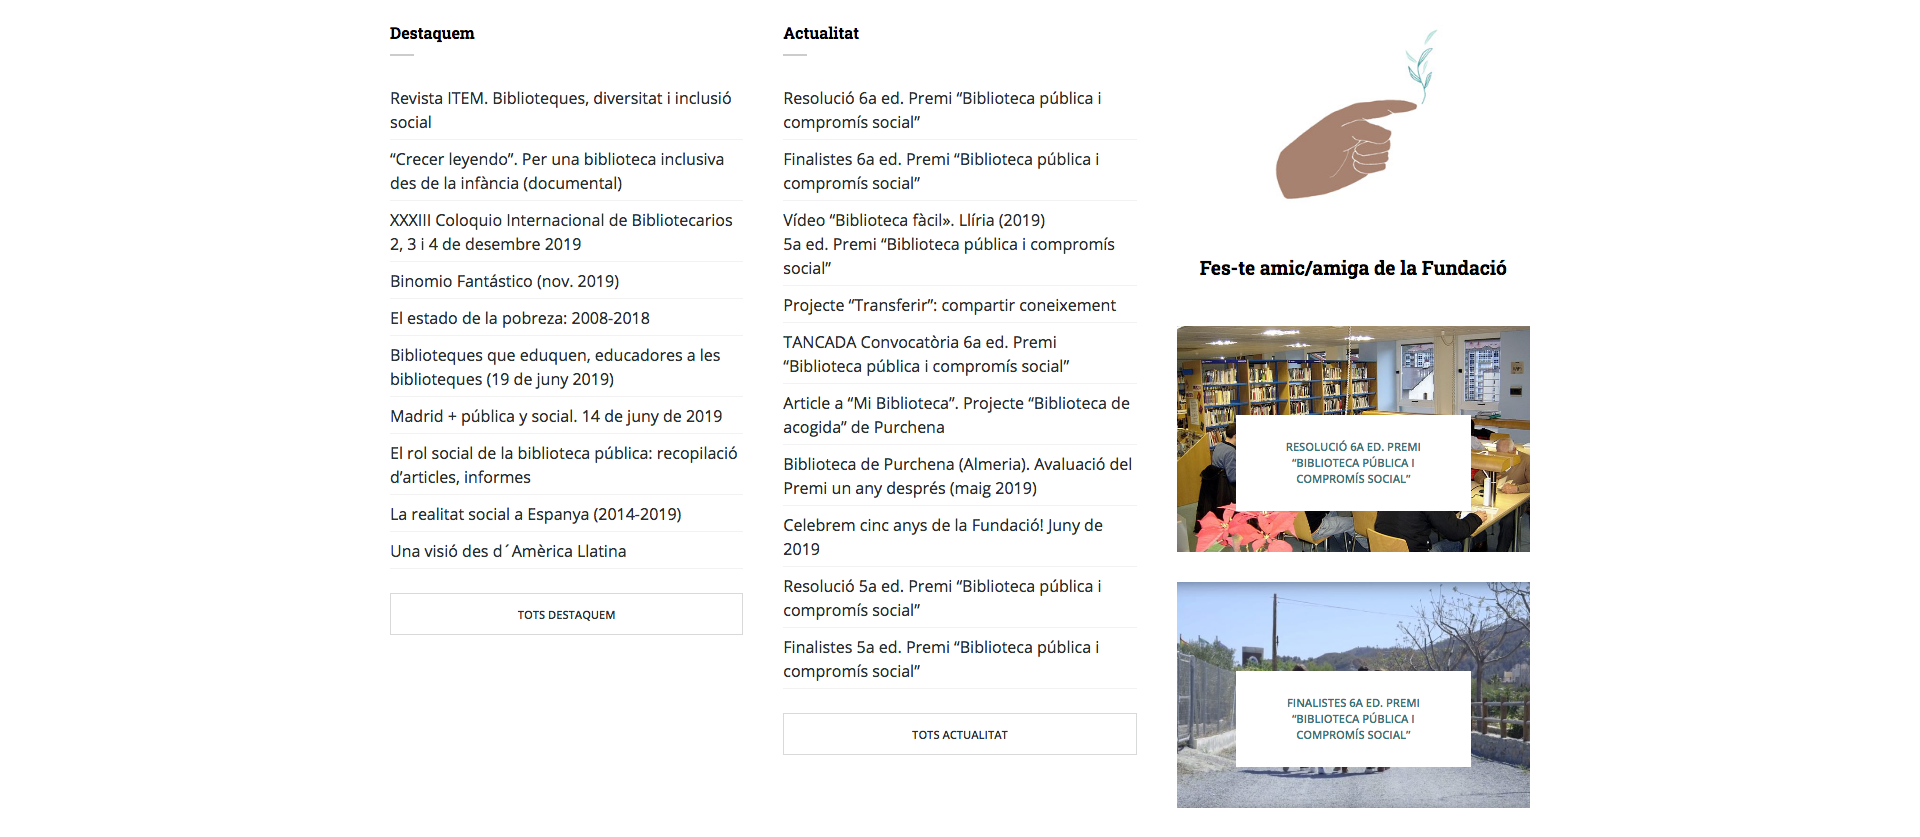 Destaquem
Revista ITEM. Biblioteques, diversitat i inclusió
social
“Crecer leyendo”. Per una biblioteca inclusiva
des de la infància (documental)
XXXIII Coloquio Internacional de Bibliotecarios
2, 3 i 4 de desembre 2019
Binomio Fantástico (nov. 2019)
El estado de la pobreza: 2008-2018
Biblioteques que eduquen, educadores a les
biblioteques (19 de juny 2019)
Madrid + pública y social. 14 de juny de 2019
El rol social de la biblioteca pública: recopilació
d’articles, informes
La realitat social a Espanya (2014-2019)
Una visió des d´Amèrica Llatina
TOTS DESTAQUEM
Actualitat
Resolució 6a ed. Premi “Biblioteca pública i
compromís social”
Finalistes 6a ed. Premi “Biblioteca pública i
compromís social”
Vídeo “Biblioteca fàcil». Llíria (2019)
5a ed. Premi “Biblioteca pública i compromís
social”
Projecte “Transferir”: compartir coneixement
TANCADA Convocatòria 6a ed. Premi
“Biblioteca pública i compromís social”
Article a “Mi Biblioteca”. Projecte “Biblioteca de
acogida” de Purchena
Biblioteca de Purchena (Almeria). Avaluació del
Premi un any després (maig 2019)
Celebrem cinc anys de la Fundació! Juny de
2019
Resolució 5a ed. Premi “Biblioteca pública i
compromís social”
Finalistes 5a ed. Premi “Biblioteca pública i
compromís social”
TOTS ACTUALITAT
Fes-te amic/amiga de la Fundació
RESOLUCIÓ 6A ED. PREMI
“BIBLIOTECA PÚBLICA I
COMPROMÍS SOCIAL”
FINALISTES 6A ED. PREMI
“BIBLIOTECA PÚBLICA I
COMPROMÍS SOCIAL”